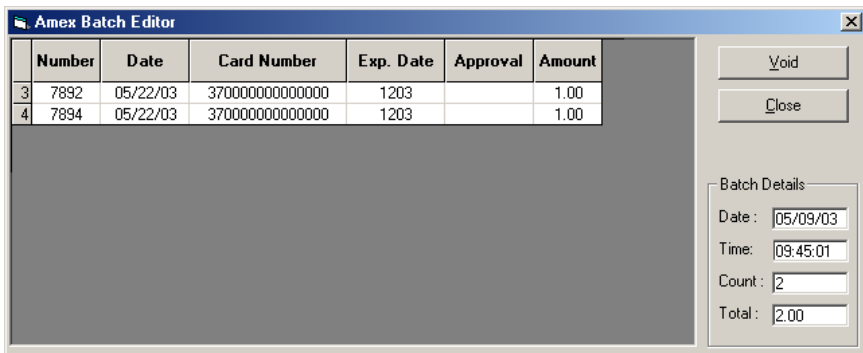 Amex Batch Editor
Number Date Card Number Exp. Date Approval Amount
3 7892 05/22/03 370000000000000 1203 1.00
4 7894 05/22/03 370000000000000 1203 1.00
Void
Close
Batch Details
Date : 05/09/03
Time: 09:45:01
Count : 2
Total : 2.00